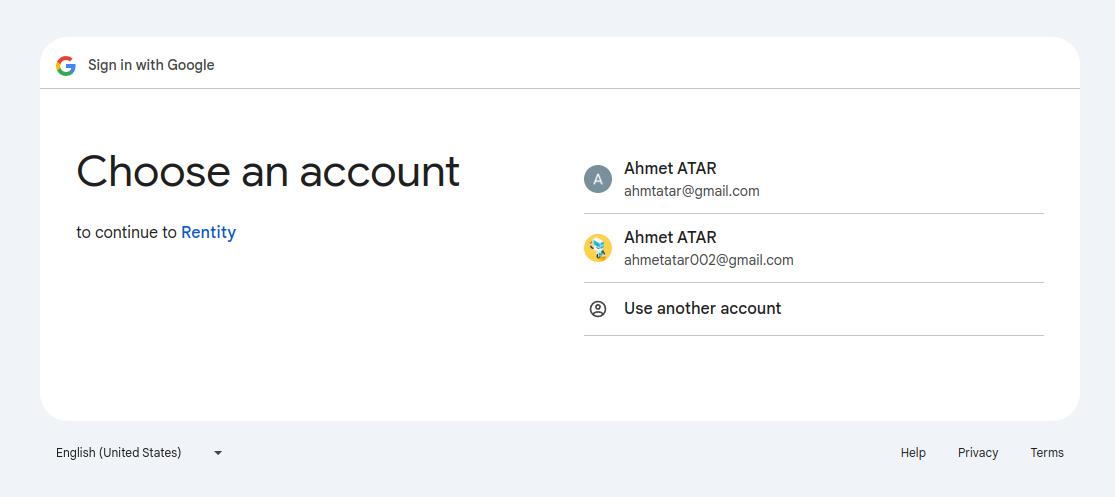 Sign in with Google
Choose an account
to continue to Rentity
A
Ahmet ATAR
ahmtatar@gmail.com
Ahmet ATAR
ahmetatar002@gmail.com
Use another account
English (United States)
Help
Privacy
Terms